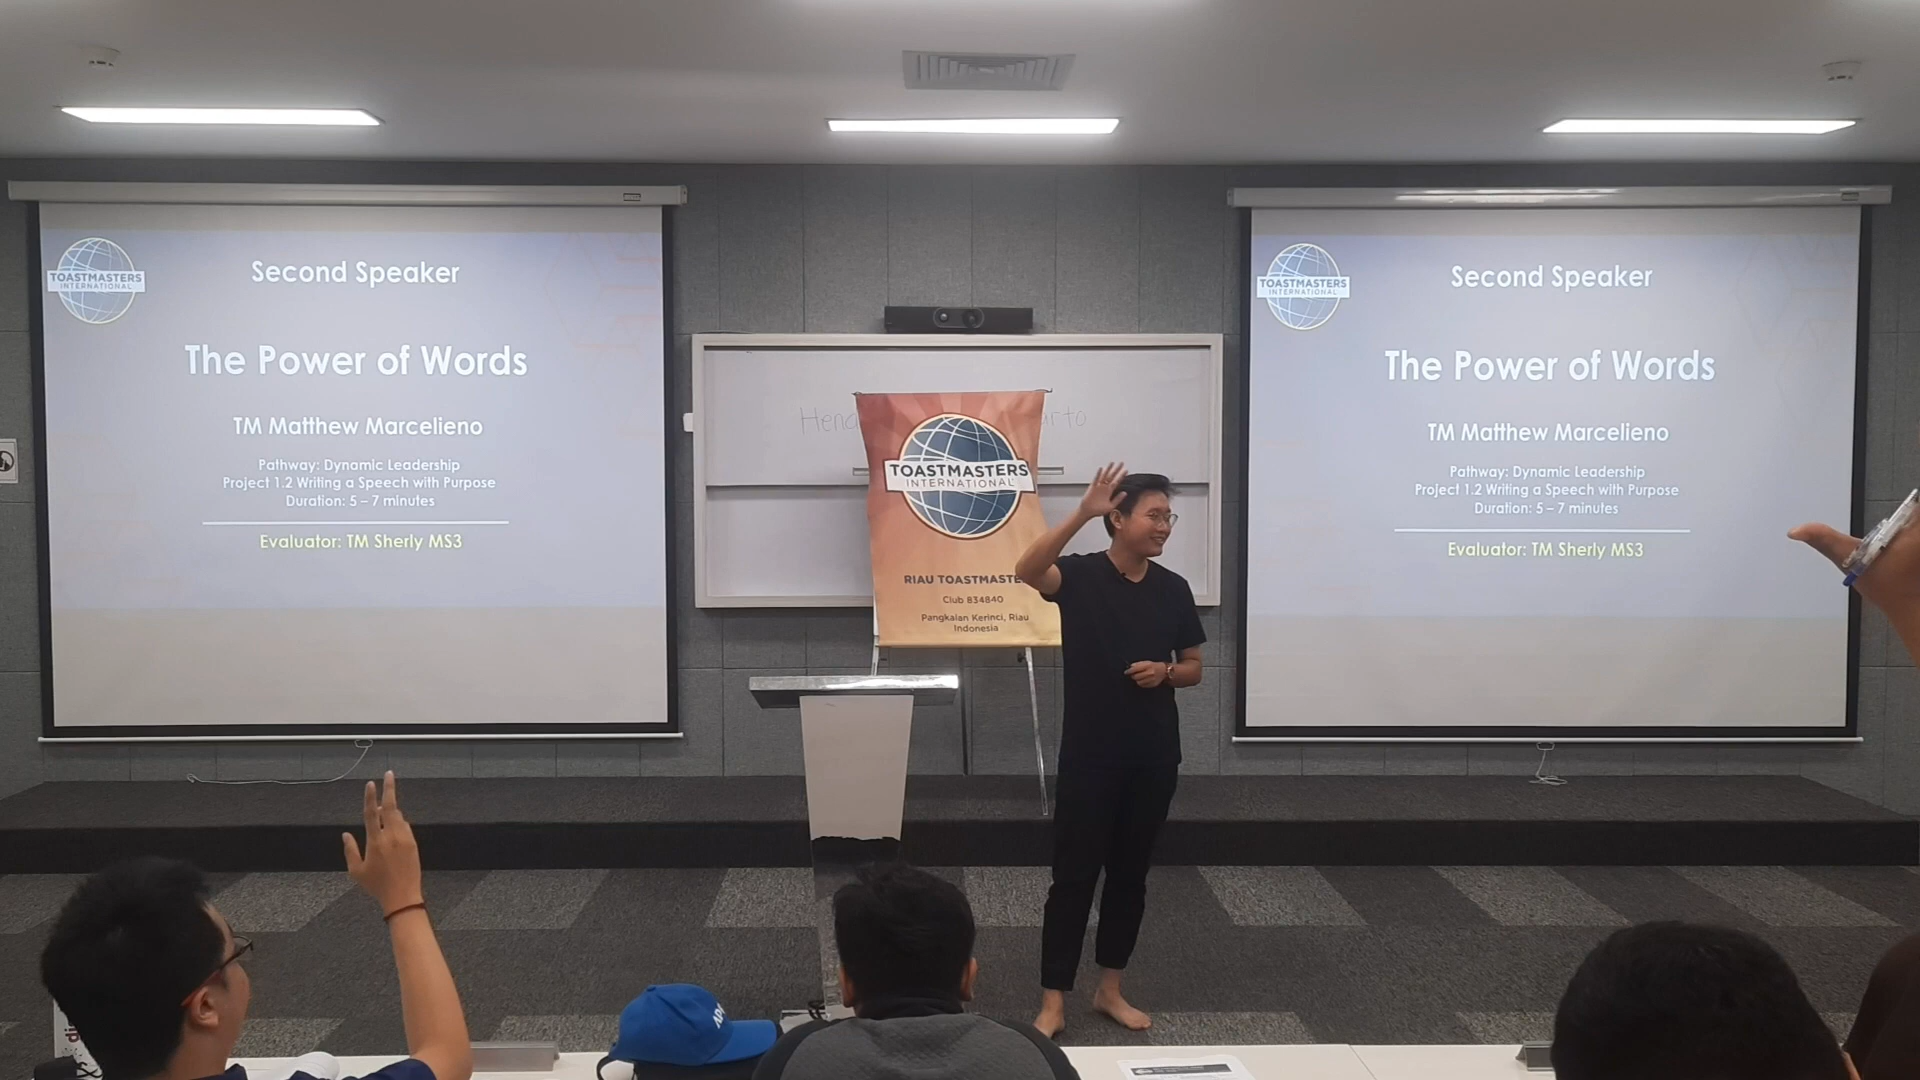 TOASTMASTERS
INTERNATIONAL
Second Speaker
The Power of Words
TM Matthew Marcelieno
Pathway: Dynamic Leadership
Project 1.2 Writing a Speech with Purpose
Duration: 5 – 7 minutes
Evaluator: TM Sherly MS3
TOASTMASTERS
INTERNATIONAL
RIAU TOASTMASTE
Club 834840
Pangkalan Kerinci, Riau
Indonesia
TOASTMASTERS
INTERNATIONAL
Second Speaker
The Power of Words
TM Matthew Marcelieno
Pathway: Dynamic Leadership
Project 1.2 Writing a Speech with Purpose
Duration: 5 – 7 minutes
Evaluator: TM Sherly MS3